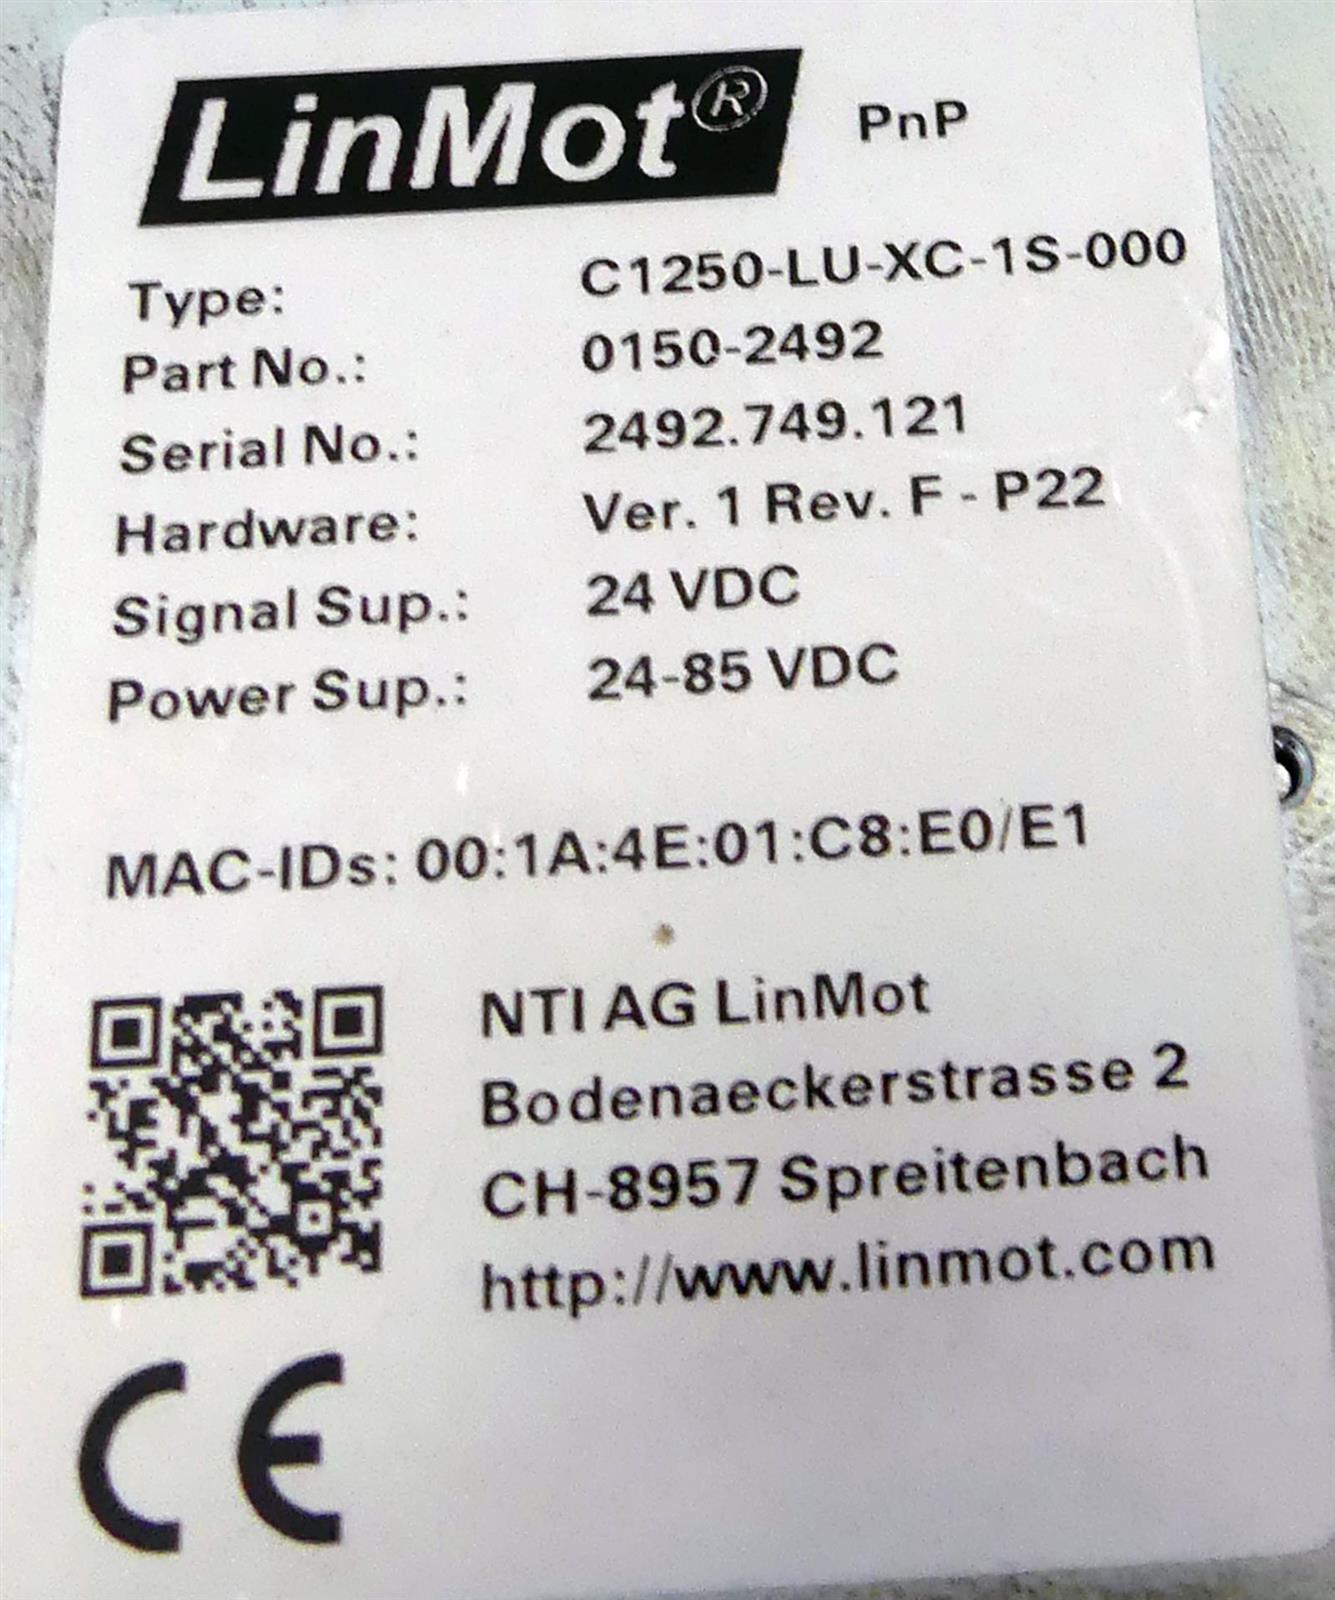 LinMot® PnP
Type: C1250-LU-XC-1S-000
Part No.: 0150-2492
Serial No.: 2492.749.121
Hardware: Ver. 1 Rev. F - P22
Signal Sup.: 24 VDC
Power Sup.: 24-85 VDC
MAC-IDs: 00:1A:4E:01:C8:E0/E1
NTI AG LinMot
Bodenaeckerstrasse 2
CH-8957 Spreitenbach
http://www.linmot.com
CE